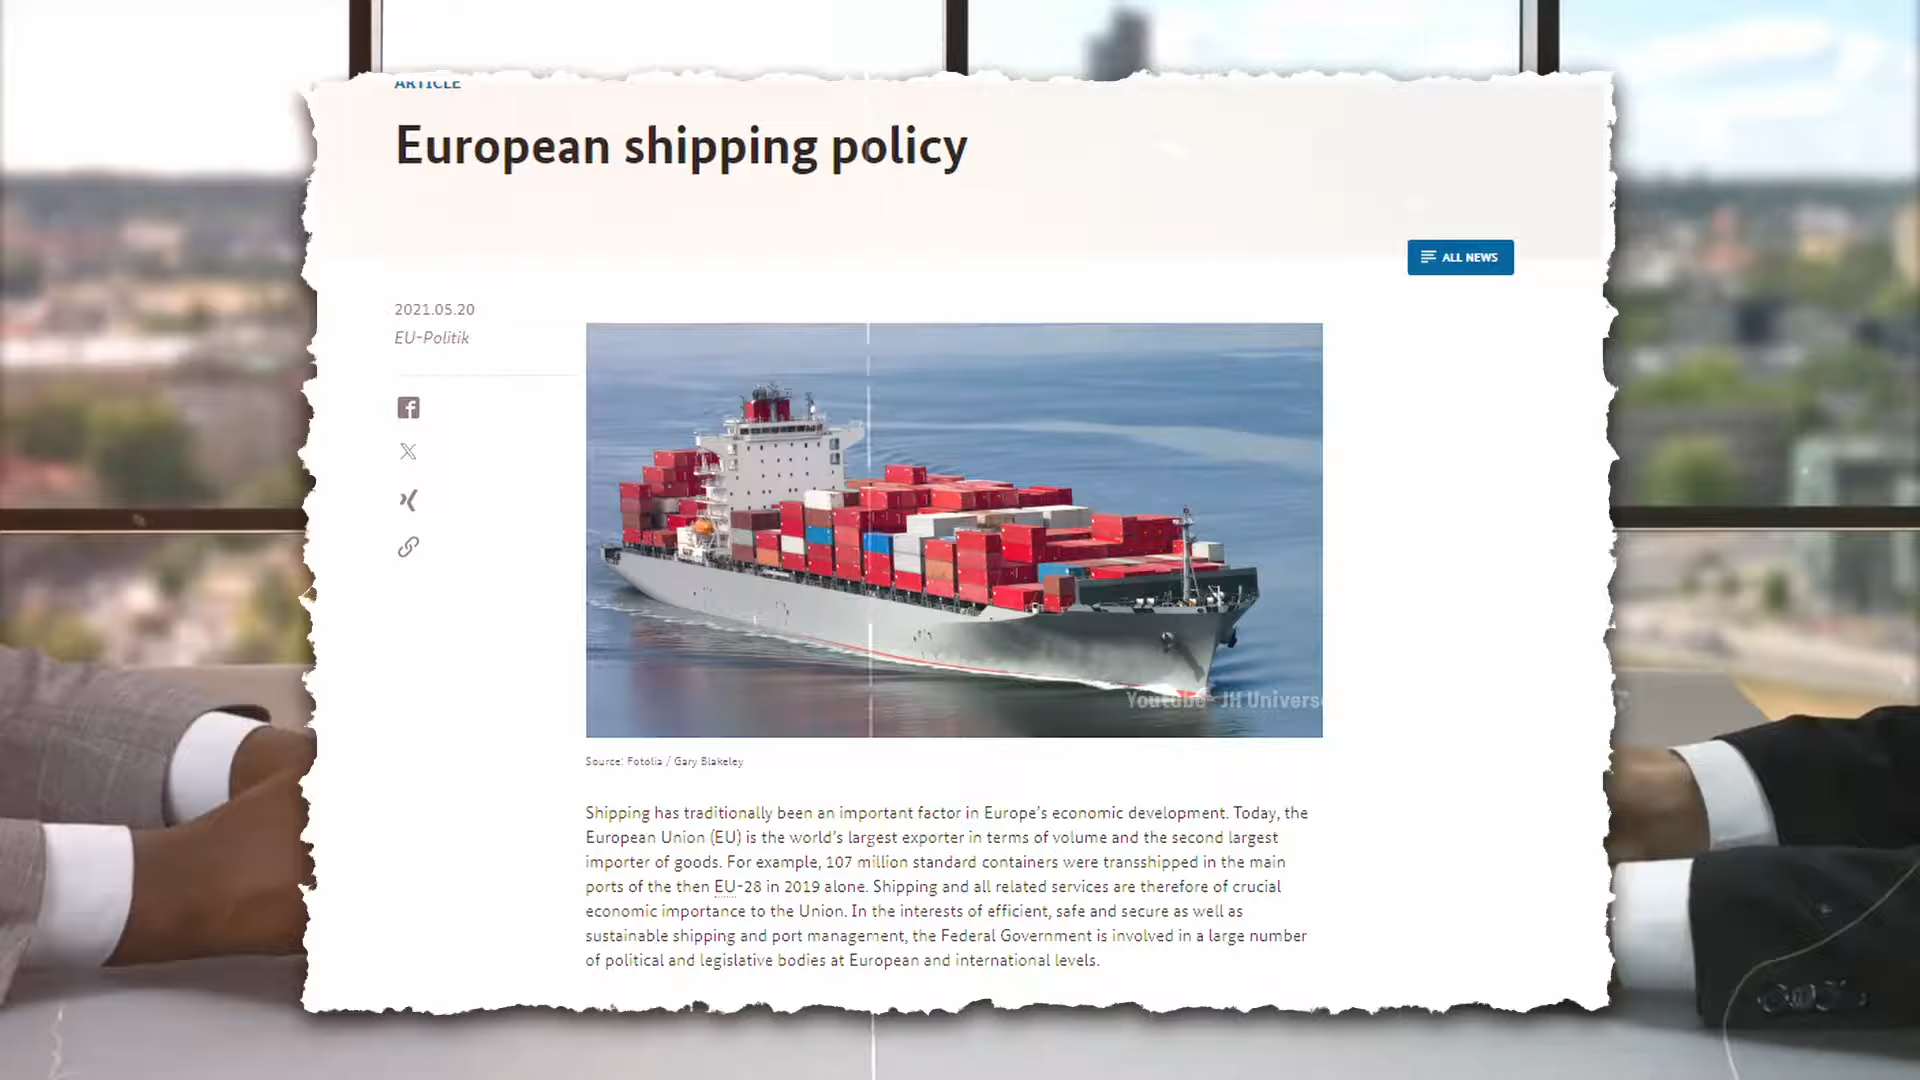 ARTICLE
European shipping policy
ALL NEWS
2021.05.20
EU-Politik
Youtube- JH Universe
Source: Fotolia / Gary Blakeley
Shipping has traditionally been an important factor in Europe's economic development. Today, the
European Union (EU) is the world's largest exporter in terms of volume and the second largest
importer of goods. For example, 107 million standard containers were transshipped in the main
ports of the then EU-28 in 2019 alone. Shipping and all related services are therefore of crucial
economic importance to the Union. In the interests of efficient, safe and secure as well as
sustainable shipping and port management, the Federal Government is involved in a large number
of political and legislative bodies at European and international levels.